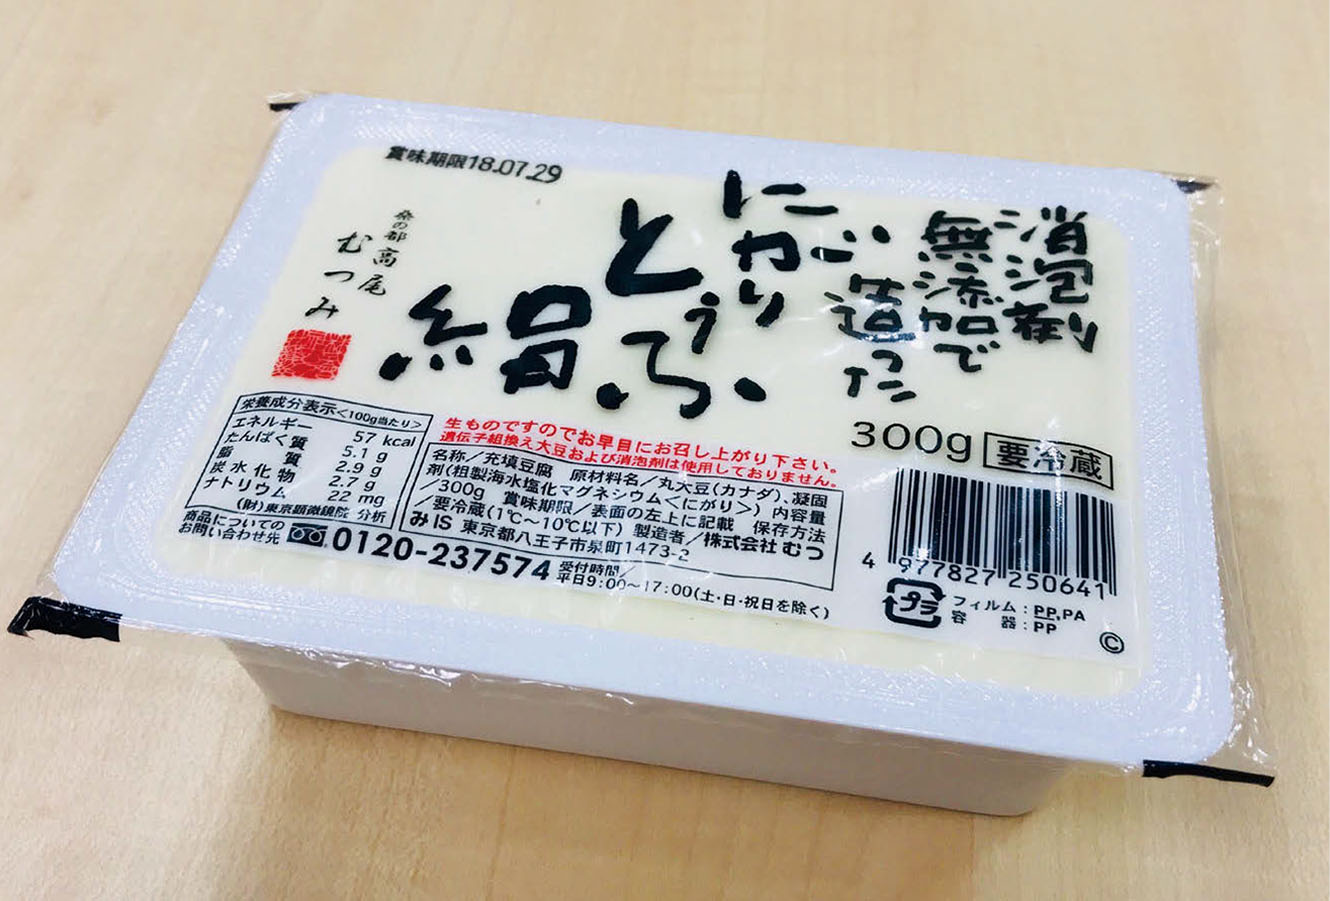 賞味期限18.07.29
消泡剤
無添加で
造った
にがり
とうふ
絹
桑の都 高尾
むつみ
栄養成分表示<100g当たり>
エネルギー 57 kcal
たんぱく質 5.1 g
脂質 2.9 g
炭水化物 2.7 g
ナトリウム 22 mg
(財)東京顕微鏡院 分析
生ものですのでお早目にお召し上がり下さい。
遺伝子組換え大豆および消泡剤は使用しておりません。
名称／充填豆腐 原材料名／丸大豆(カナダ)、凝固
剤(粗製海水塩化マグネシウム<にがり>) 内容量
／300g 賞味期限／表面の左上に記載 保存方法
／要冷蔵(1℃～10℃以下) 製造者／株式会社 むつ
み IS 東京都八王子市泉町1473-2
商品についての
お問い合わせ先
0120-237574
受付時間／
平日9:00～17:00(土・日・祝日を除く)
300g 要冷蔵
4 977827 250641
プラ
フィルム：PP,PA
容器：PP
©